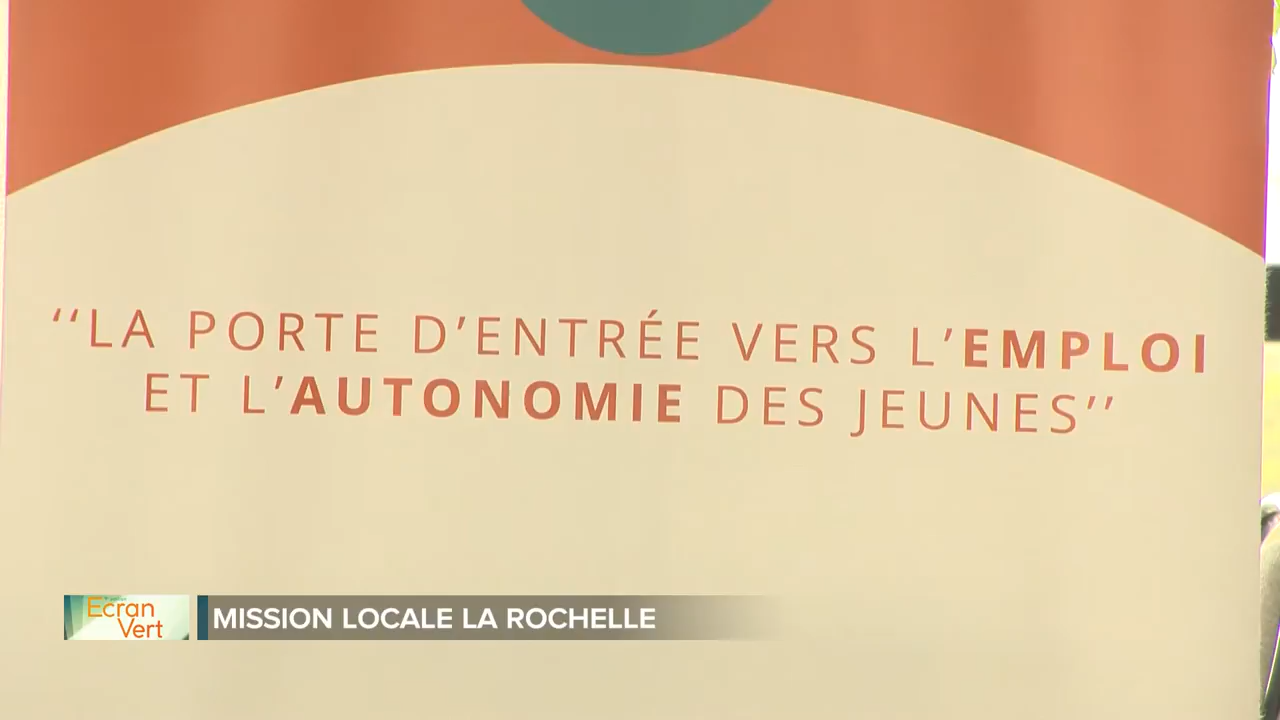 ‘‘LA PORTE D’ENTRÉE VERS L’EMPLOI
ET L’AUTONOMIE DES JEUNES’’
Ecran
Vert
MISSION LOCALE LA ROCHELLE